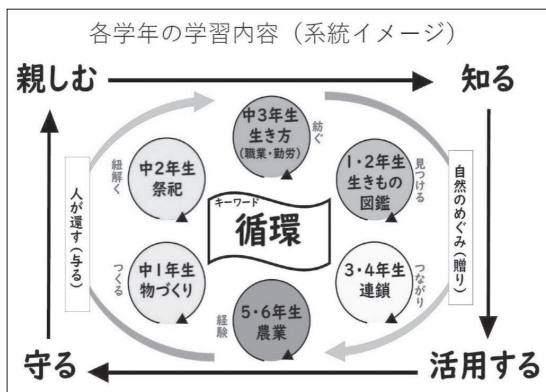 各学年の学習内容（系統イメージ）
親しむ
知る
中3年生
生き方
(職業・勤労)
紡ぐ
中2年生
祭祀
紐解く
1・2年生
生きもの
図鑑
見つける
人が還す(与る)
キーワード
循環
自然のめぐみ(贈り)
中1年生
物づくり
つくる
3・4年生
連鎖
つながり
5・6年生
農業
経験
守る
活用する